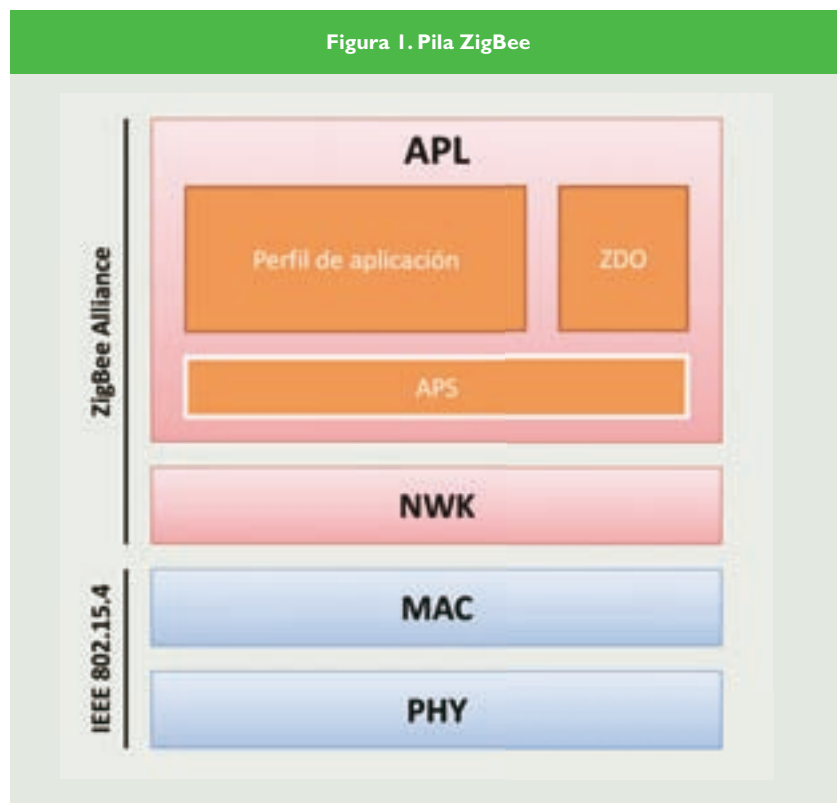 Figura 1. Pila ZigBee
ZigBee Alliance
APL
Perfil de aplicación
ZDO
APS
NWK
IEEE 802.15.4
MAC
PHY